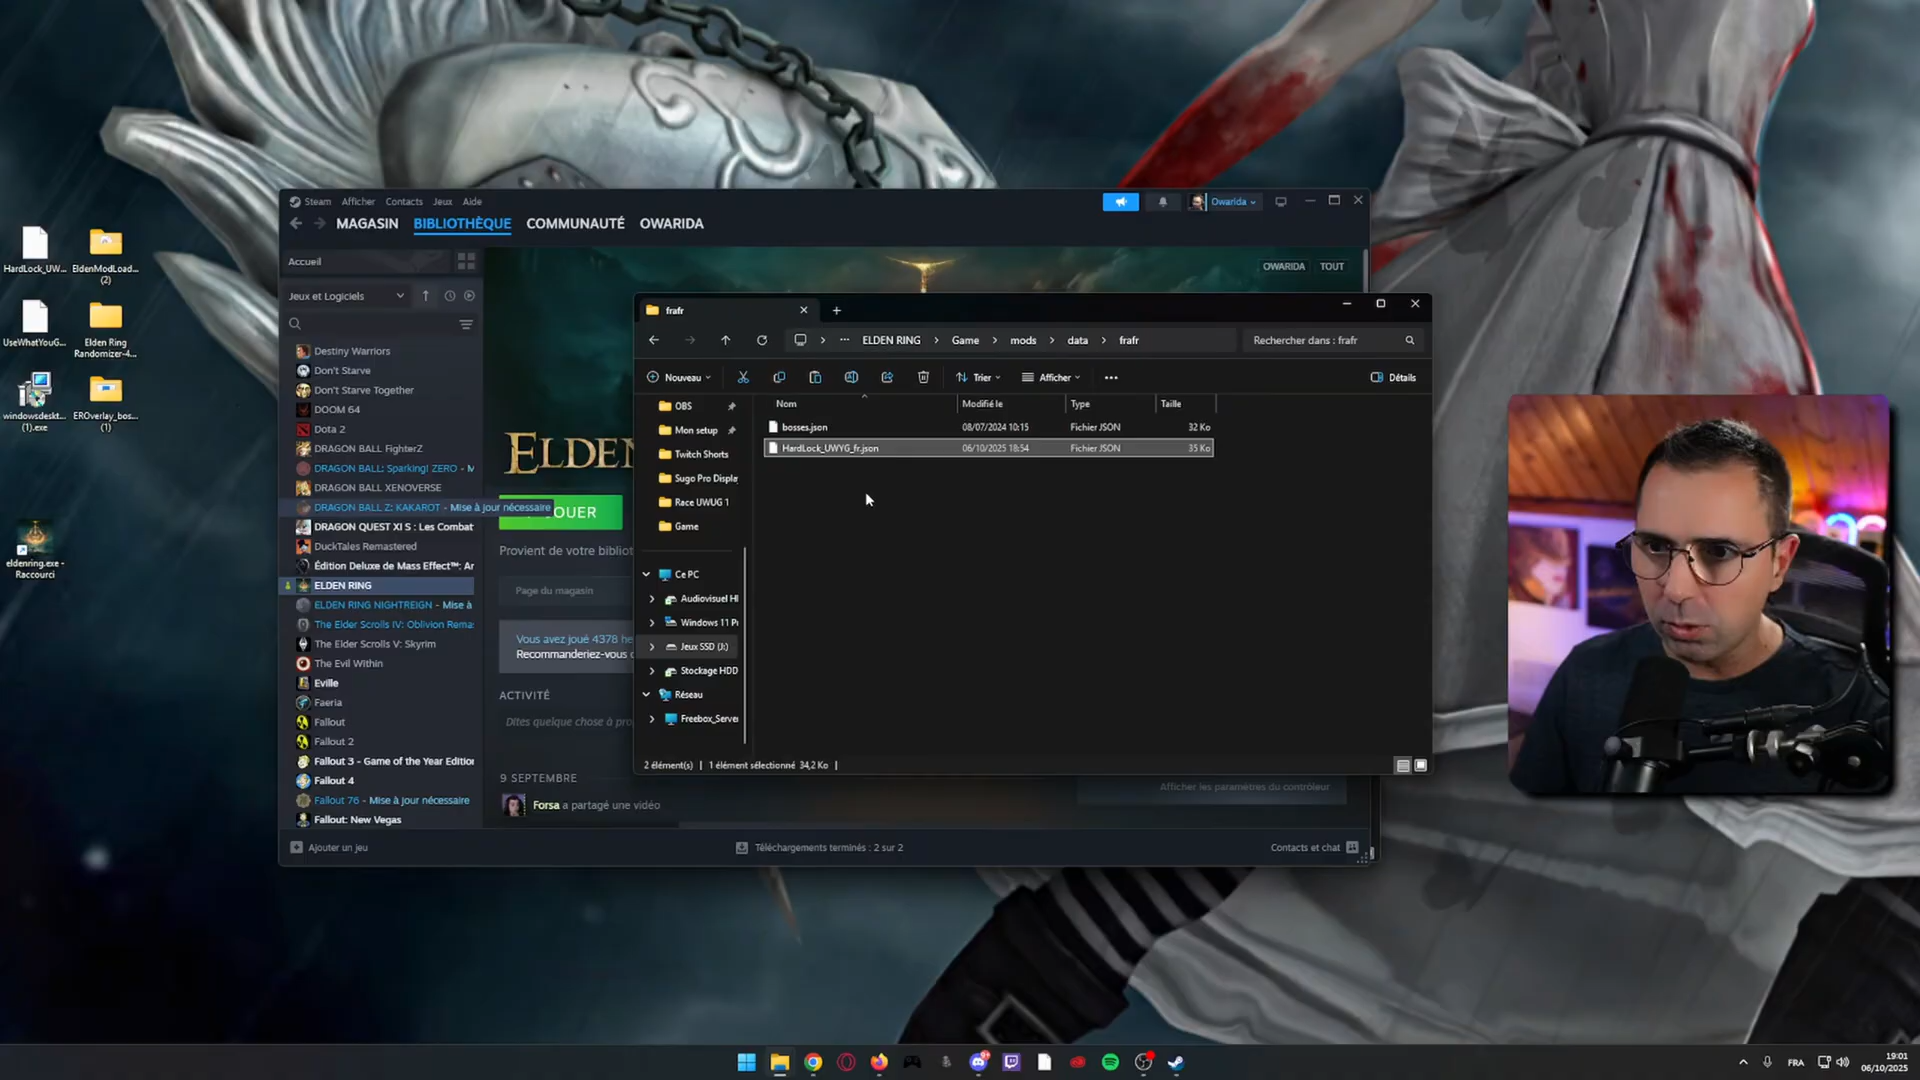 HardLock_UW...
EldenModLoad...
(2)
UseWhatYouG...
Elden Ring
Randomizer-4...
windowsdeskt...
(1).exe
EROverlay_bos...
(1)
eldenring.exe -
Raccourci
Steam Afficher Contacts Jeux Aide
Owarida
MAGASIN BIBLIOTHÈQUE COMMUNAUTÉ OWARIDA
Accueil
OWARIDA TOUT
Jeux et Logiciels
Destiny Warriors
Don't Starve
Don't Starve Together
DOOM 64
Dota 2
DRAGON BALL FighterZ
DRAGON BALL: Sparking! ZERO - M
DRAGON BALL XENOVERSE
DRAGON BALL Z: KAKAROT - Mise à jour nécessaire
DRAGON QUEST XI S : Les Combat
DuckTales Remastered
Édition Deluxe de Mass Effect™: Ar
ELDEN RING
ELDEN RING NIGHTREIGN - Mise à
The Elder Scrolls IV: Oblivion Rema
The Elder Scrolls V: Skyrim
The Evil Within
Eville
Faeria
Fallout
Fallout 2
Fallout 3 - Game of the Year Edition
Fallout 4
Fallout 76 - Mise à jour nécessaire
Fallout: New Vegas
ELDEN
OUER
Provient de votre bibliot
Page du magasin
Vous avez joué 4378 he
Recommanderiez-vous c
ACTIVITÉ
Dites quelque chose à pro
9 SEPTEMBRE
Forsa a partagé une vidéo
Afficher les paramètres du contrôleur
Ajouter un jeu
Téléchargements terminés : 2 sur 2
Contacts et chat
frafr
ELDEN RING > Game > mods > data > frafr
Rechercher dans : frafr
Nouveau
Trier
Afficher
Détails
OBS
Mon setup
Twitch Shorts
Sugo Pro Displa
Race UWUG 1
Game
Ce PC
Audiovisuel H
Windows 11 P
Jeux SSD (J:)
Stockage HDD
Réseau
Freebox_Server
Nom Modifié le Type Taille
bosses.json 08/07/2024 10:15 Fichier JSON 32 Ko
HardLock_UWYG_fr.json 06/10/2025 18:54 Fichier JSON 35 Ko
2 élément(s) | 1 élément sélectionné 34,2 Ko |
FRA
19:01
06/10/2025